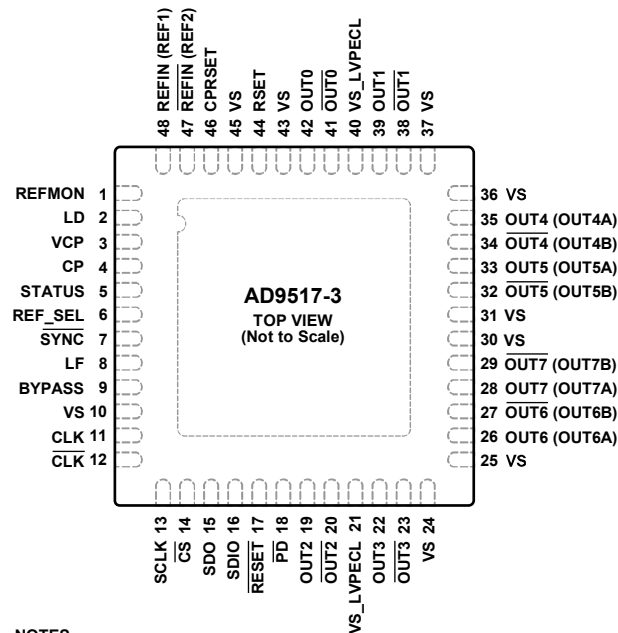 48 REFIN (REF1)
47 REFIN (REF2)
46 CPRSET
45 VS
44 RSET
43 VS
42 OUT0
41 OUT0
40 VS_LVPECL
39 OUT1
38 OUT1
37 VS
REFMON 1
LD 2
VCP 3
CP 4
STATUS 5
REF_SEL 6
SYNC 7
LF 8
BYPASS 9
VS 10
CLK 11
CLK 12
AD9517-3
TOP VIEW
(Not to Scale)
36 VS
35 OUT4 (OUT4A)
34 OUT4 (OUT4B)
33 OUT5 (OUT5A)
32 OUT5 (OUT5B)
31 VS
30 VS
29 OUT7 (OUT7B)
28 OUT7 (OUT7A)
27 OUT6 (OUT6B)
26 OUT6 (OUT6A)
25 VS
SCLK 13
CS 14
SDO 15
SDIO 16
RESET 17
PD 18
OUT2 19
OUT2 20
VS_LVPECL 21
OUT3 22
OUT3 23
VS 24